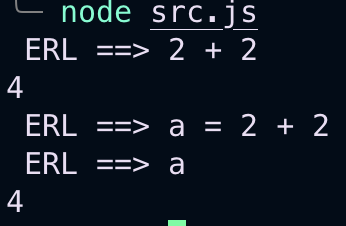 node src.js
ERL ==> 2 + 2
4
ERL ==> a = 2 + 2
ERL ==> a
4